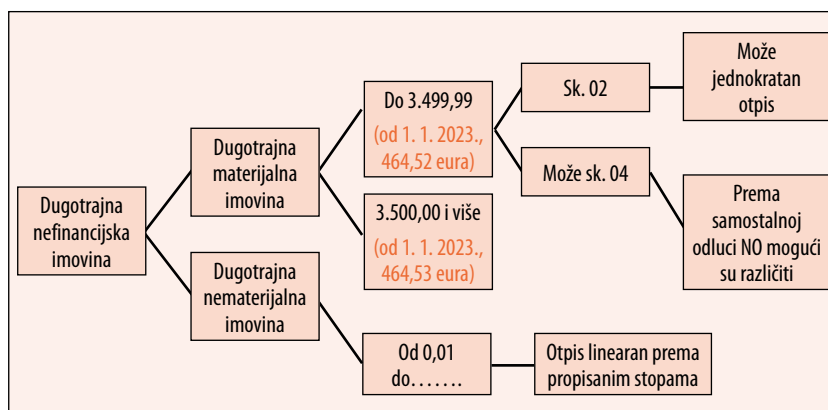 Dugotrajna
nefinancijska
imovina
Dugotrajna
materijalna
imovina
Dugotrajna
nematerijalna
imovina
Do 3.499,99
(od 1. 1. 2023.,
464,52 eura)
3.500,00 i više
(od 1. 1. 2023.,
464,53 eura)
Od 0,01
do…….
Sk. 02
Može sk. 04
Otpis linearan prema
propisanim stopama
Može
jednokratan
otpis
Prema
samostalnoj
odluci NO mogući
su različiti